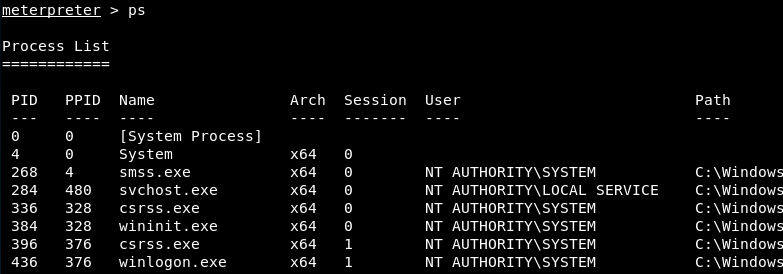 meterpreter > ps
Process List
============
PID PPID Name Arch Session User Path
--- ---- ---- ---- ------- ---- ----
0 0 [System Process]
4 0 System x64 0
268 4 smss.exe x64 0 NT AUTHORITY\SYSTEM C:\Windows
284 480 svchost.exe x64 0 NT AUTHORITY\LOCAL SERVICE C:\Windows
336 328 csrss.exe x64 0 NT AUTHORITY\SYSTEM C:\Windows
384 328 wininit.exe x64 0 NT AUTHORITY\SYSTEM C:\Windows
396 376 csrss.exe x64 1 NT AUTHORITY\SYSTEM C:\Windows
436 376 winlogon.exe x64 1 NT AUTHORITY\SYSTEM C:\Windows